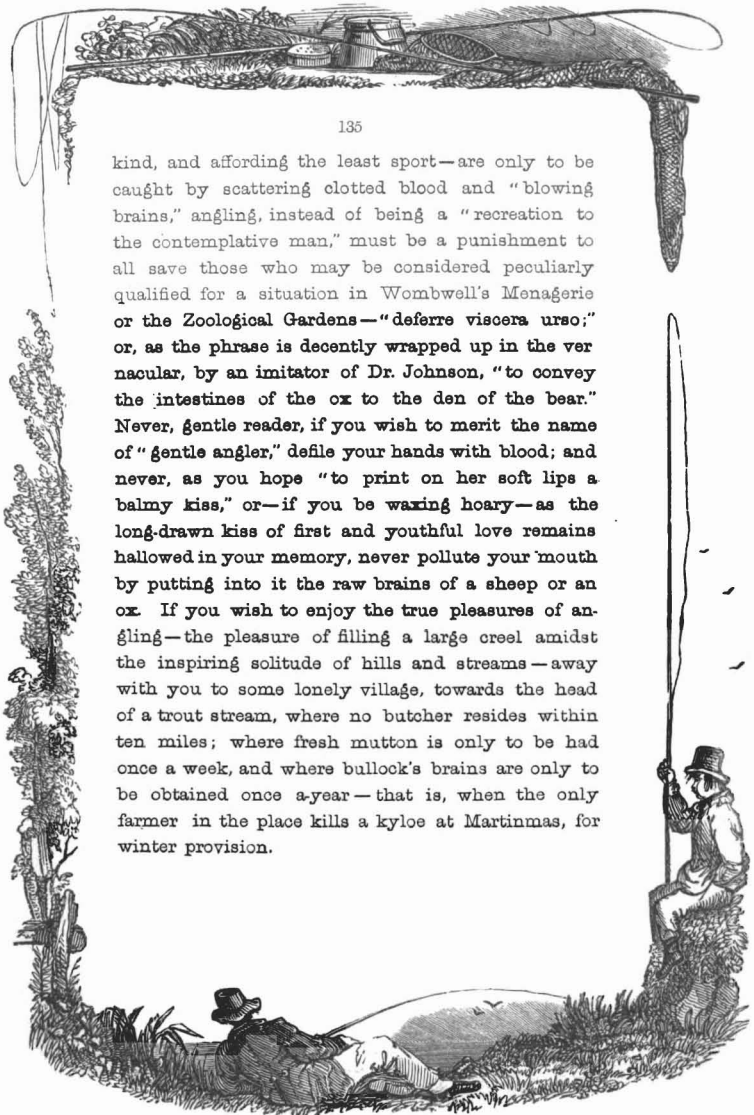 135
kind, and affording the least sport—are only to be
caught by scattering clotted blood and "blowing
brains," angling, instead of being a "recreation to
the contemplative man," must be a punishment to
all save those who may be considered peculiarly
qualified for a situation in Wombwell's Menagerie
or the Zoological Gardens—"deferre viscera urso;"
or, as the phrase is decently wrapped up in the ver
nacular, by an imitator of Dr. Johnson, "to convey
the intestines of the ox to the den of the bear."
Never, gentle reader, if you wish to merit the name
of "gentle angler," defile your hands with blood; and
never, as you hope "to print on her soft lips a
balmy kiss," or—if you be waxing hoary—as the
long-drawn kiss of first and youthful love remains
hallowed in your memory, never pollute your mouth
by putting into it the raw brains of a sheep or an
ox. If you wish to enjoy the true pleasures of an-
gling—the pleasure of filling a large creel amidst
the inspiring solitude of hills and streams—away
with you to some lonely village, towards the head
of a trout stream, where no butcher resides within
ten miles; where fresh mutton is only to be had
once a week, and where bullock's brains are only to
be obtained once a-year—that is, when the only
farmer in the place kills a kyloe at Martinmas, for
winter provision.